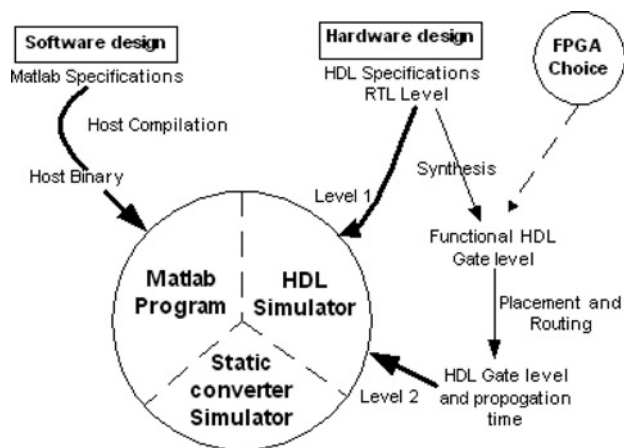 Software design
Matlab Specifications
Host Compilation
Host Binary
Hardware design
HDL Specifications
RTL Level
FPGA
Choice
Level 1
Synthesis
Functional HDL
Gate level
Placement and
Routing
HDL Gate level
and propogation
time
Level 2
Matlab
Program
HDL
Simulator
Static
converter
Simulator